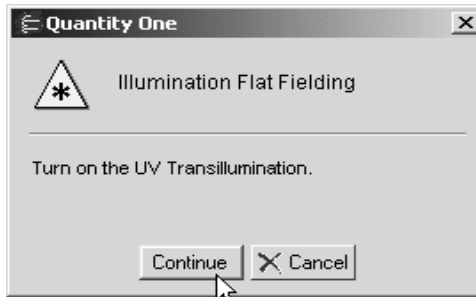 Quantity One
Illumination Flat Fielding
Turn on the UV Transillumination.
Continue Cancel